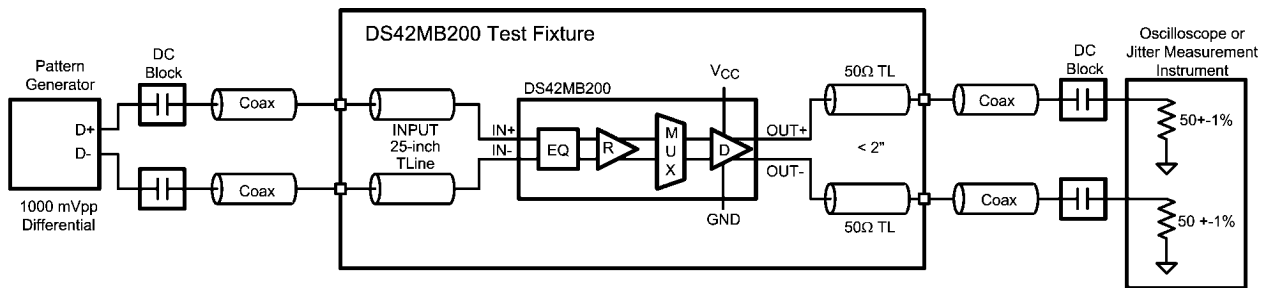 DS42MB200 Test Fixture
Pattern
Generator
D+
D-
1000 mVpp
Differential
DC
Block
Coax
Coax
INPUT
25-inch
TLine
DS42MB200
IN+
IN-
EQ
R
M
U
X
D
VCC
GND
OUT+
OUT-
50Ω TL
< 2"
50Ω TL
Coax
Coax
DC
Block
Oscilloscope or
Jitter Measurement
Instrument
50+-1%
50 +-1%